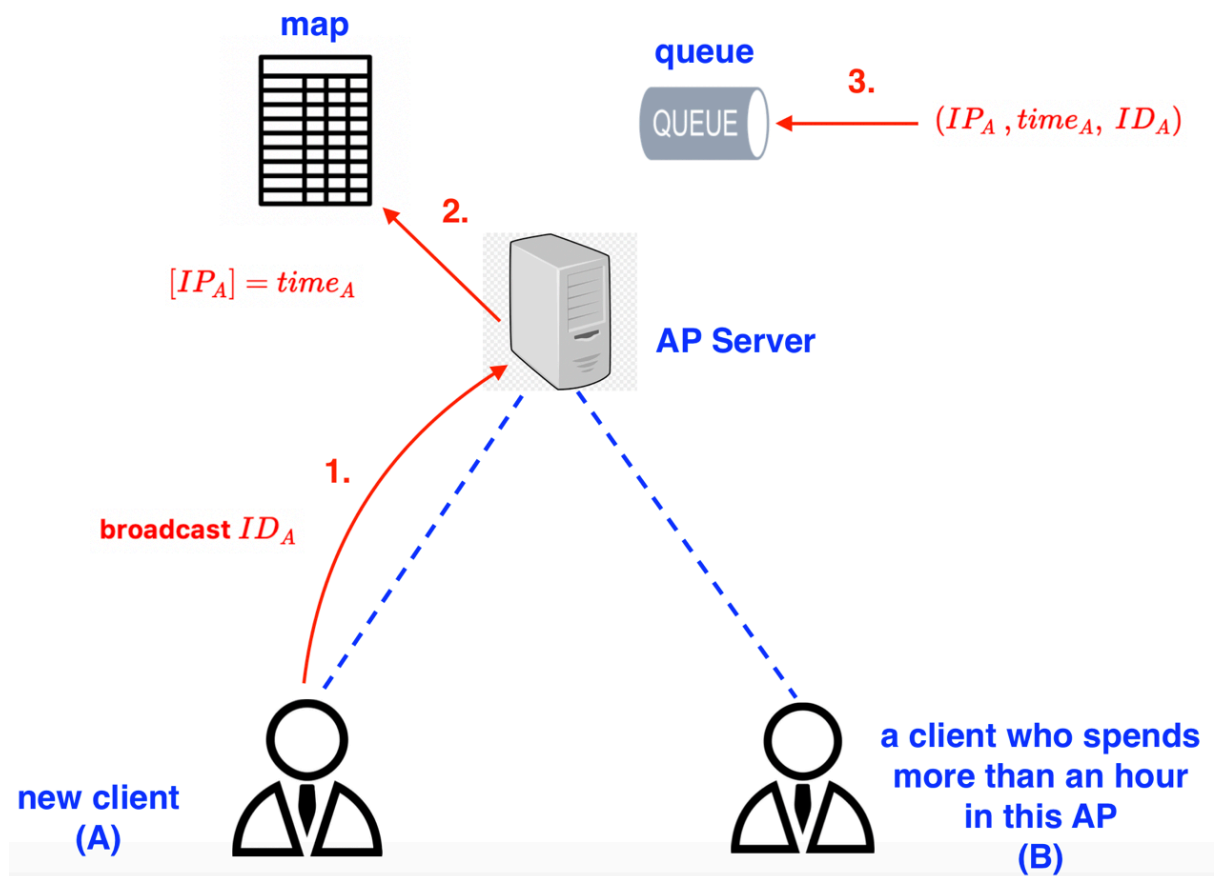 map
queue
QUEUE
3.
(IP_A , time_A, ID_A)
2.
[IP_A] = time_A
AP Server
1.
broadcast ID_A
new client
(A)
a client who spends
more than an hour
in this AP
(B)